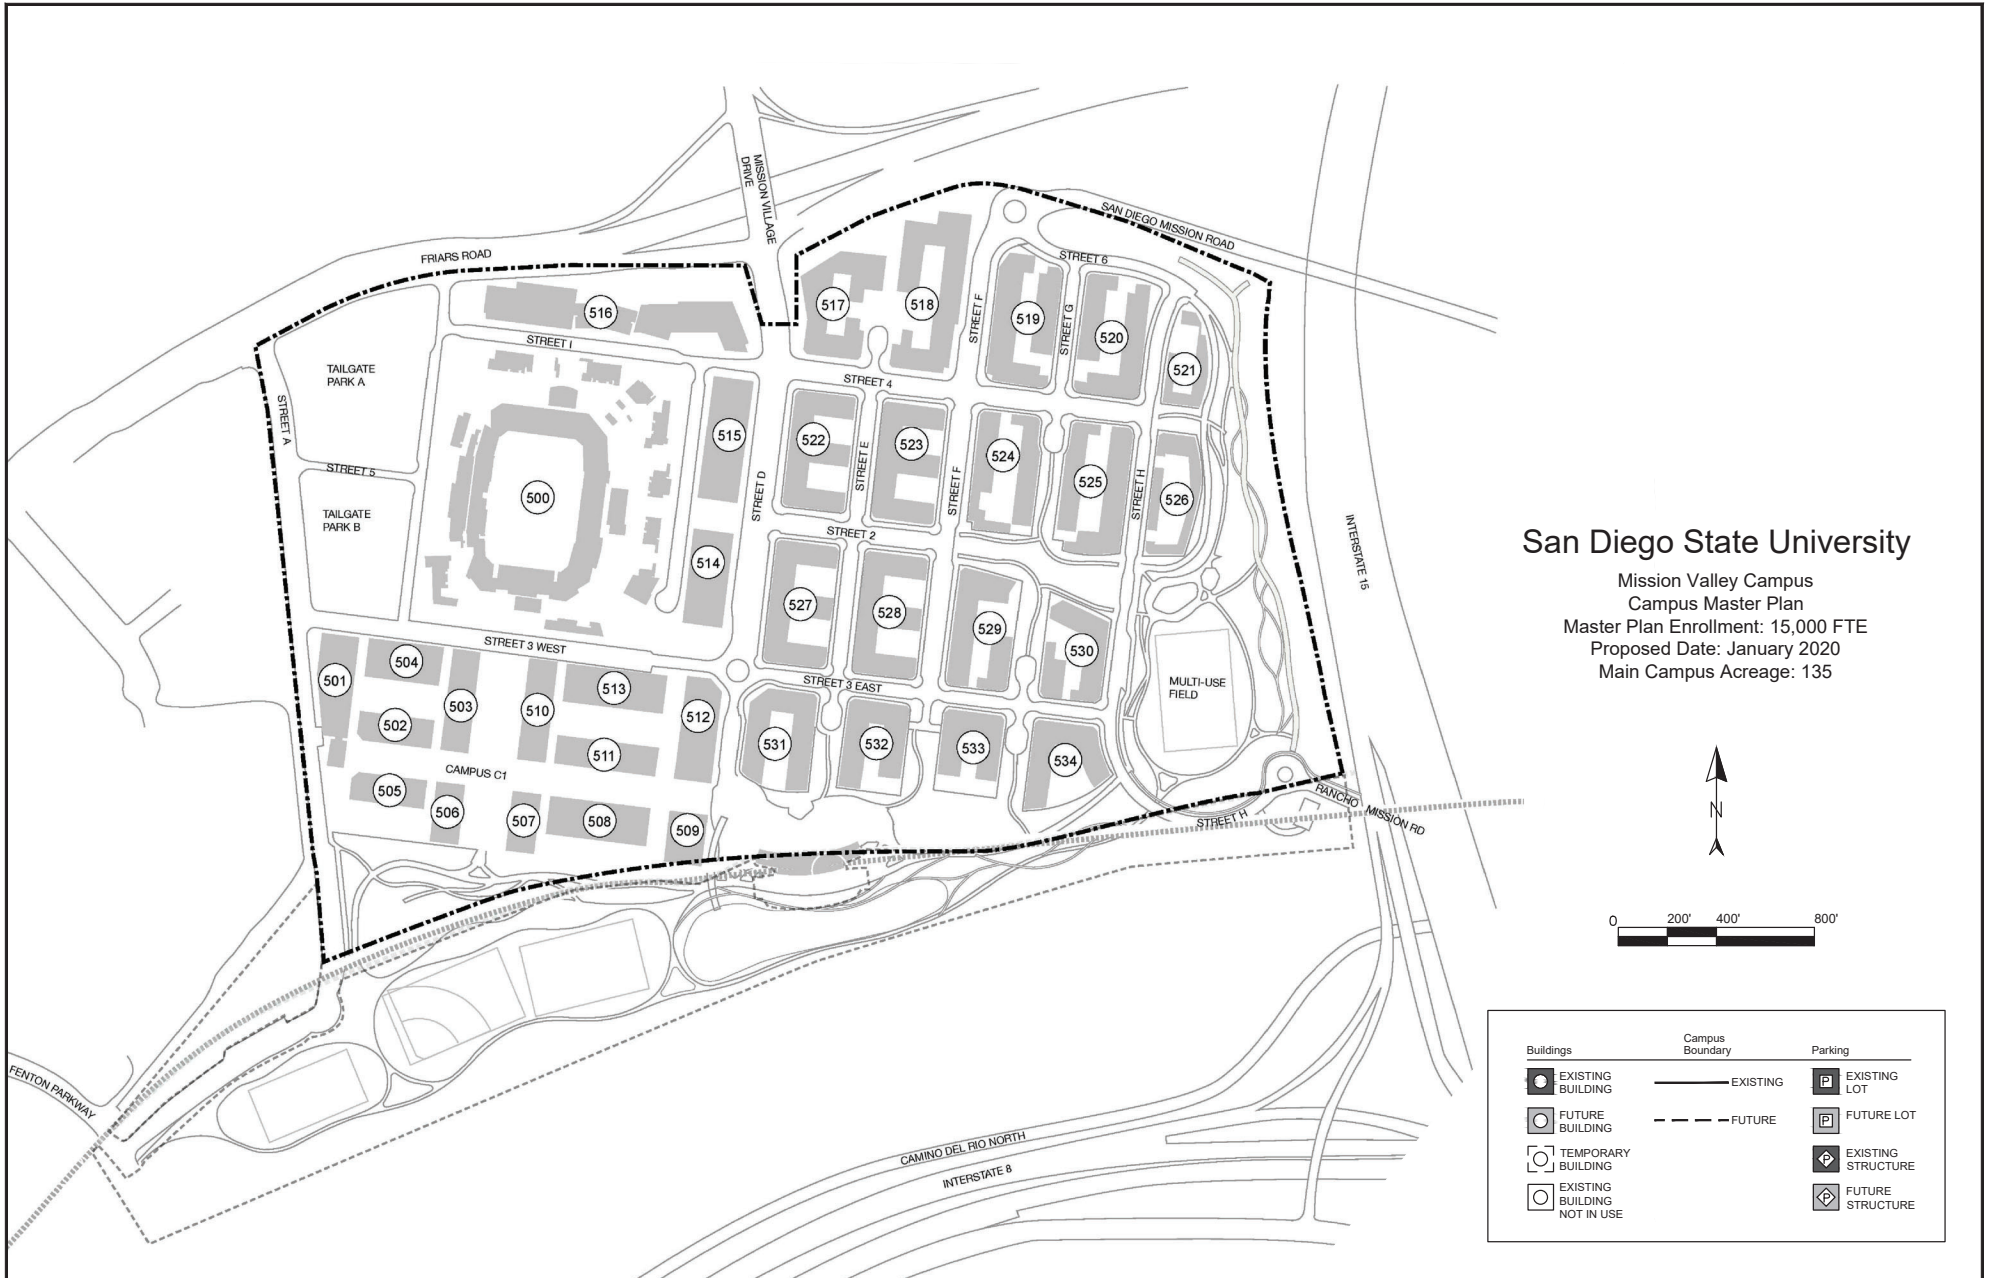 MISSION VILLAGE
DRIVE
SAN DIEGO MISSION ROAD
FRIARS ROAD
STREET 6
517
518
519
520
521
516
STREET F
STREET G
STREET I
STREET 4
TAILGATE
PARK A
STREET A
515
522
523
524
525
526
STREET E
STREET F
STREET H
STREET D
STREET 5
500
TAILGATE
PARK B
STREET 2
514
527
528
529
530
INTERSTATE 15
STREET 3 WEST
STREET 3 EAST
501
504
503
502
510
513
511
512
531
532
533
534
MULTI-USE
FIELD
CAMPUS C1
505
506
507
508
509
STREET H
RANCHO MISSION RD
FENTON PARKWAY
CAMINO DEL RIO NORTH
INTERSTATE 8
San Diego State University
Mission Valley Campus
Campus Master Plan
Master Plan Enrollment: 15,000 FTE
Proposed Date: January 2020
Main Campus Acreage: 135
N
0 200' 400' 800'
Buildings
EXISTING
BUILDING
FUTURE
BUILDING
TEMPORARY
BUILDING
EXISTING
BUILDING
NOT IN USE
Campus
Boundary
EXISTING
FUTURE
Parking
P EXISTING
LOT
P FUTURE LOT
P EXISTING
STRUCTURE
P FUTURE
STRUCTURE